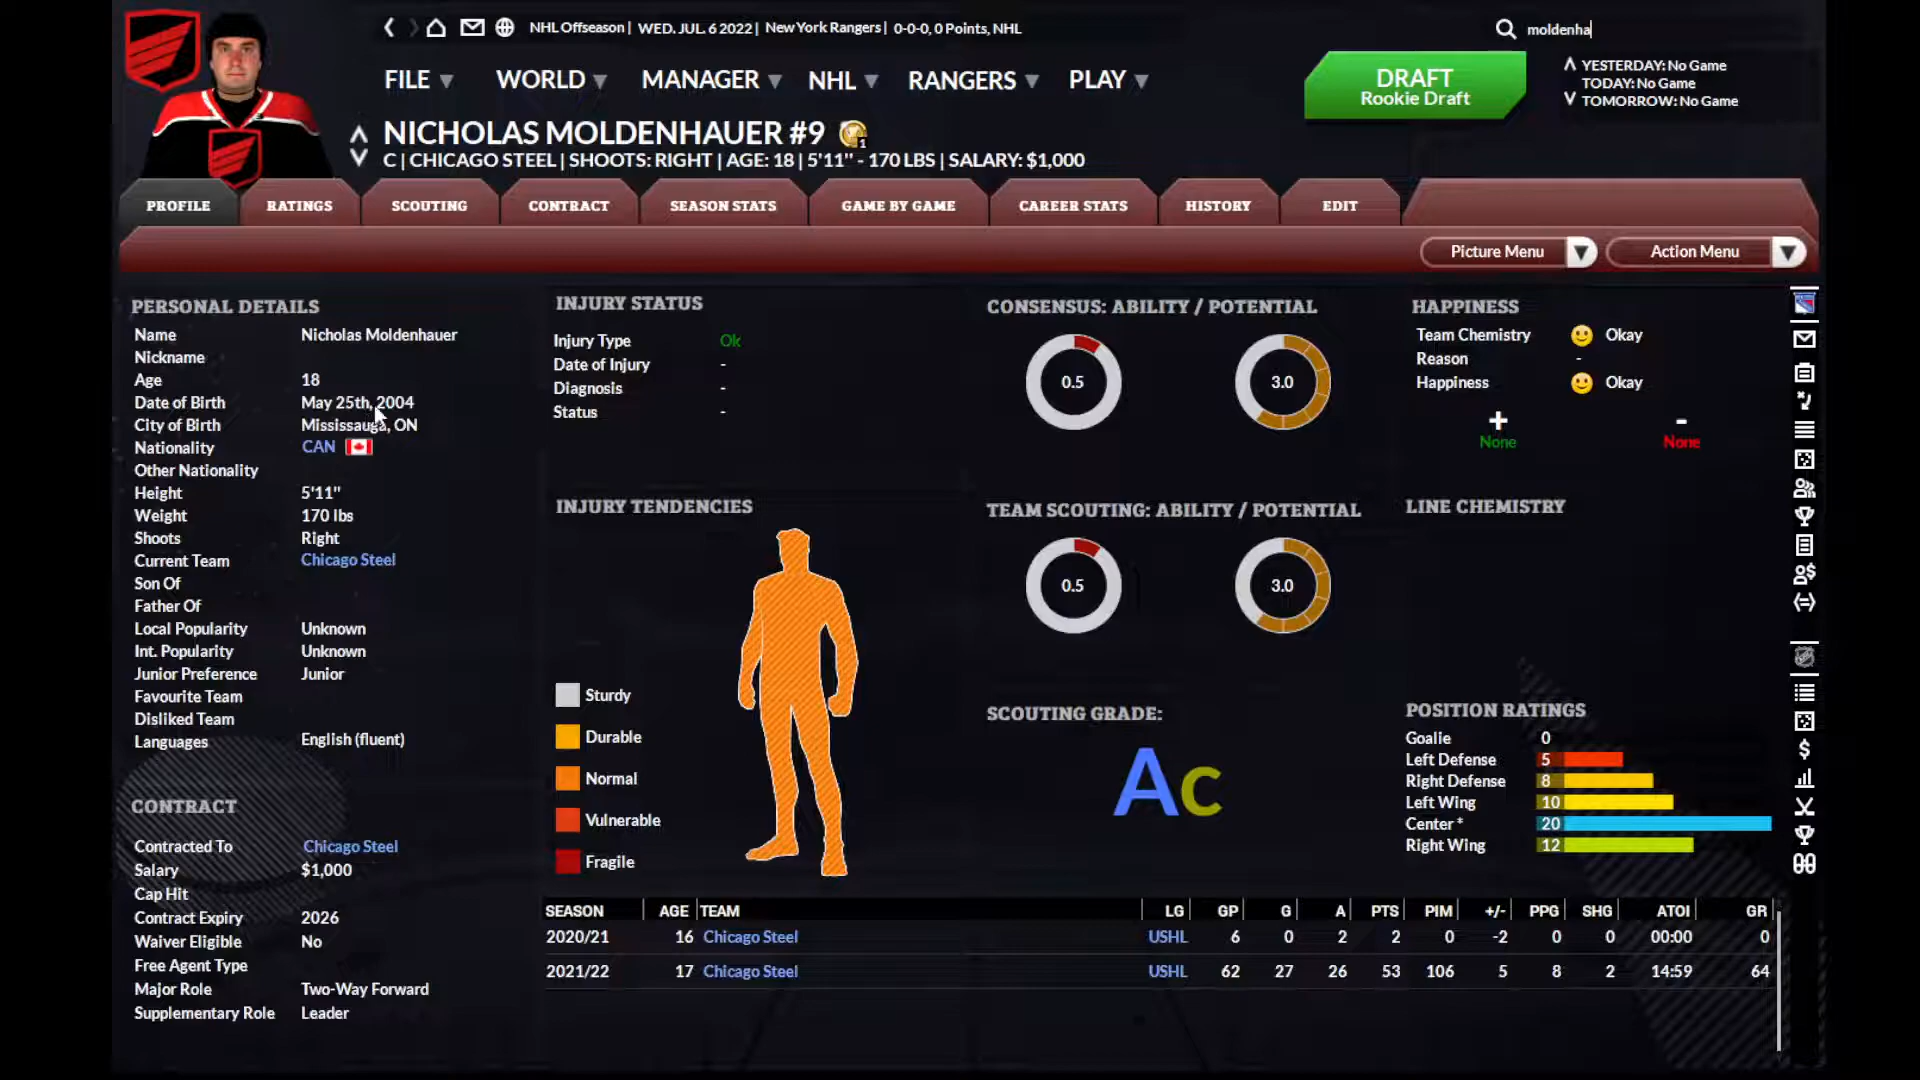 NHL Offseason | WED. JUL. 6 2022 | New York Rangers | 0-0-0, 0 Points, NHL
moldenha
FILE WORLD MANAGER NHL RANGERS PLAY
DRAFT
Rookie Draft
YESTERDAY: No Game
TODAY: No Game
TOMORROW: No Game
NICHOLAS MOLDENHAUER #9
1
C | CHICAGO STEEL | SHOOTS: RIGHT | AGE: 18 | 5'11" - 170 LBS | SALARY: $1,000
PROFILE RATINGS SCOUTING CONTRACT SEASON STATS GAME BY GAME CAREER STATS HISTORY EDIT
Picture Menu Action Menu
PERSONAL DETAILS
Name Nicholas Moldenhauer
Nickname
Age 18
Date of Birth May 25th, 2004
City of Birth Mississauga, ON
Nationality CAN
Other Nationality
Height 5'11"
Weight 170 lbs
Shoots Right
Current Team Chicago Steel
Son Of
Father Of
Local Popularity Unknown
Int. Popularity Unknown
Junior Preference Junior
Favourite Team
Disliked Team
Languages English (fluent)
CONTRACT
Contracted To Chicago Steel
Salary $1,000
Cap Hit
Contract Expiry 2026
Waiver Eligible No
Free Agent Type
Major Role Two-Way Forward
Supplementary Role Leader
INJURY STATUS
Injury Type Ok
Date of Injury -
Diagnosis -
Status -
INJURY TENDENCIES
Sturdy
Durable
Normal
Vulnerable
Fragile
CONSENSUS: ABILITY / POTENTIAL
0.5 3.0
TEAM SCOUTING: ABILITY / POTENTIAL
0.5 3.0
SCOUTING GRADE:
Ac
HAPPINESS
Team Chemistry Okay
Reason -
Happiness Okay
+ -
None None
LINE CHEMISTRY
POSITION RATINGS
Goalie 0
Left Defense 5
Right Defense 8
Left Wing 10
Center * 20
Right Wing 12
SEASON AGE TEAM LG GP G A PTS PIM +/- PPG SHG ATOI GR
2020/21 16 Chicago Steel USHL 6 0 2 2 0 -2 0 0 00:00 0
2021/22 17 Chicago Steel USHL 62 27 26 53 106 5 8 2 14:59 64